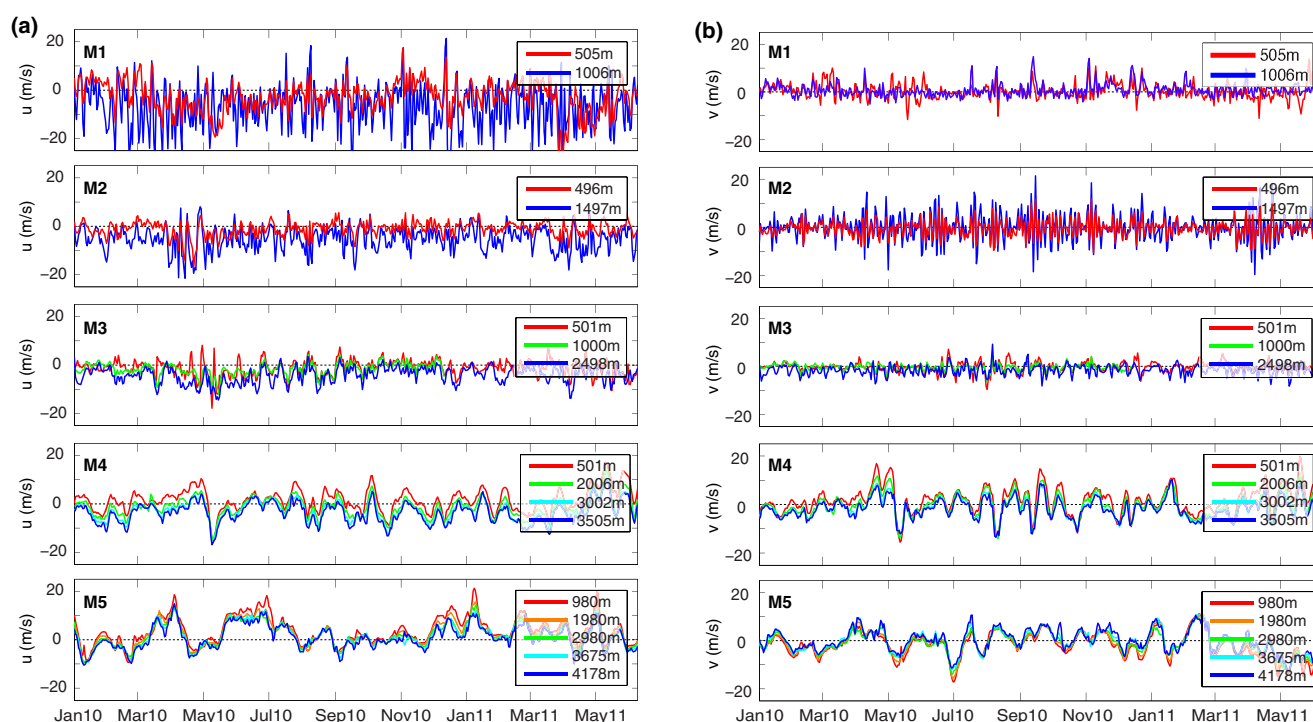 (a)
M1
505m
1006m
20
0
−20
u (m/s)
M2
496m
1497m
20
0
−20
u (m/s)
M3
501m
1000m
2498m
20
0
−20
u (m/s)
M4
501m
2006m
3002m
3505m
20
0
−20
u (m/s)
M5
980m
1980m
2980m
3675m
4178m
20
0
−20
u (m/s)
Jan10 Mar10 May10 Jul10 Sep10 Nov10 Jan11 Mar11 May11
(b)
M1
505m
1006m
20
0
−20
v (m/s)
M2
496m
1497m
20
0
−20
v (m/s)
M3
501m
1000m
2498m
20
0
−20
v (m/s)
M4
501m
2006m
3002m
3505m
20
0
−20
v (m/s)
M5
980m
1980m
2980m
3675m
4178m
20
0
−20
v (m/s)
Jan10 Mar10 May10 Jul10 Sep10 Nov10 Jan11 Mar11 May11